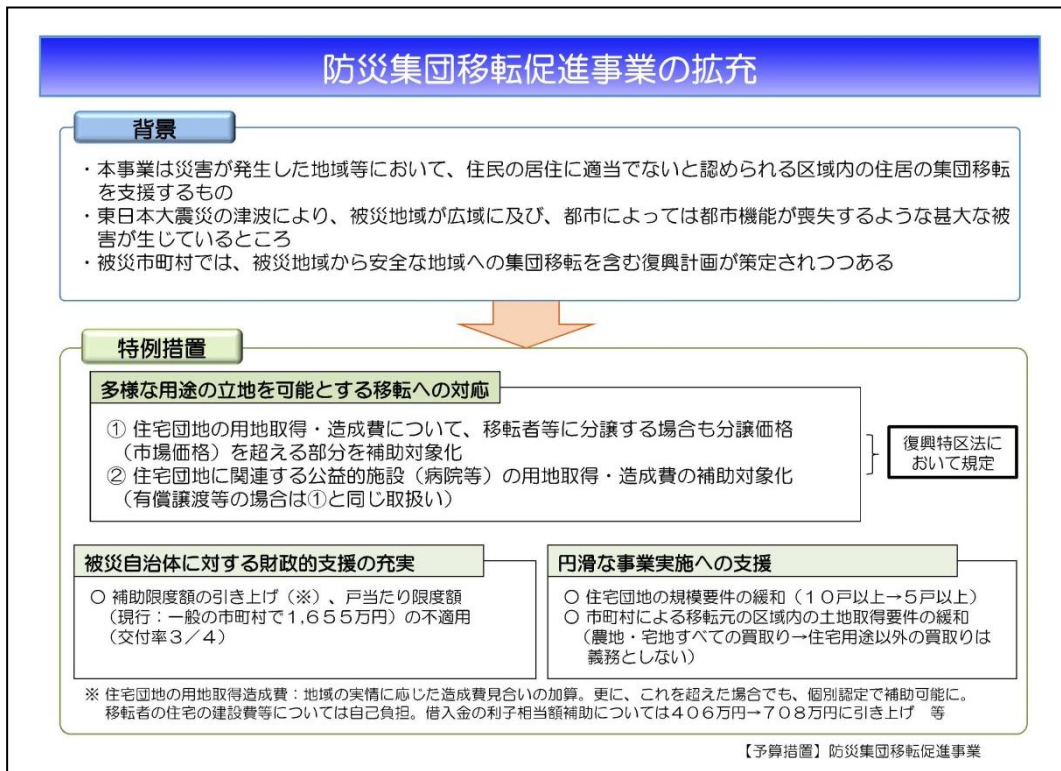 防災集団移転促進事業の拡充
背景
・本事業は災害が発生した地域等において、住民の居住に適当でないと認められる区域内の住居の集団移転
を支援するもの
・東日本大震災の津波により、被災地域が広域に及び、都市によっては都市機能が喪失するような甚大な被
害が生じているところ
・被災市町村では、被災地域から安全な地域への集団移転を含む復興計画が策定されつつある
特例措置
多様な用途の立地を可能とする移転への対応
① 住宅団地の用地取得・造成費について、移転者等に分譲する場合も分譲価格
（市場価格）を超える部分を補助対象化
② 住宅団地に関連する公益的施設（病院等）の用地取得・造成費の補助対象化
（有償譲渡等の場合は①と同じ取扱い）
復興特区法に
おいて規定
被災自治体に対する財政的支援の充実
○ 補助限度額の引き上げ（※）、戸当たり限度額
（現行：一般の市町村で１,６５５万円）の不適用
（交付率３／４）
円滑な事業実施への支援
○ 住宅団地の規模要件の緩和（１０戸以上→５戸以上）
○ 市町村による移転元の区域内の土地取得要件の緩和
（農地・宅地すべての買取り→住宅用途以外の買取りは
義務としない）
※ 住宅団地の用地取得造成費：地域の実情に応じた造成費見合いの加算。更に、これを超えた場合でも、個別認定で補助可能に。
移転者の住宅の建設費等については自己負担。借入金の利子相当額補助については４０６万円→７０８万円に引き上げ　等
【予算措置】防災集団移転促進事業